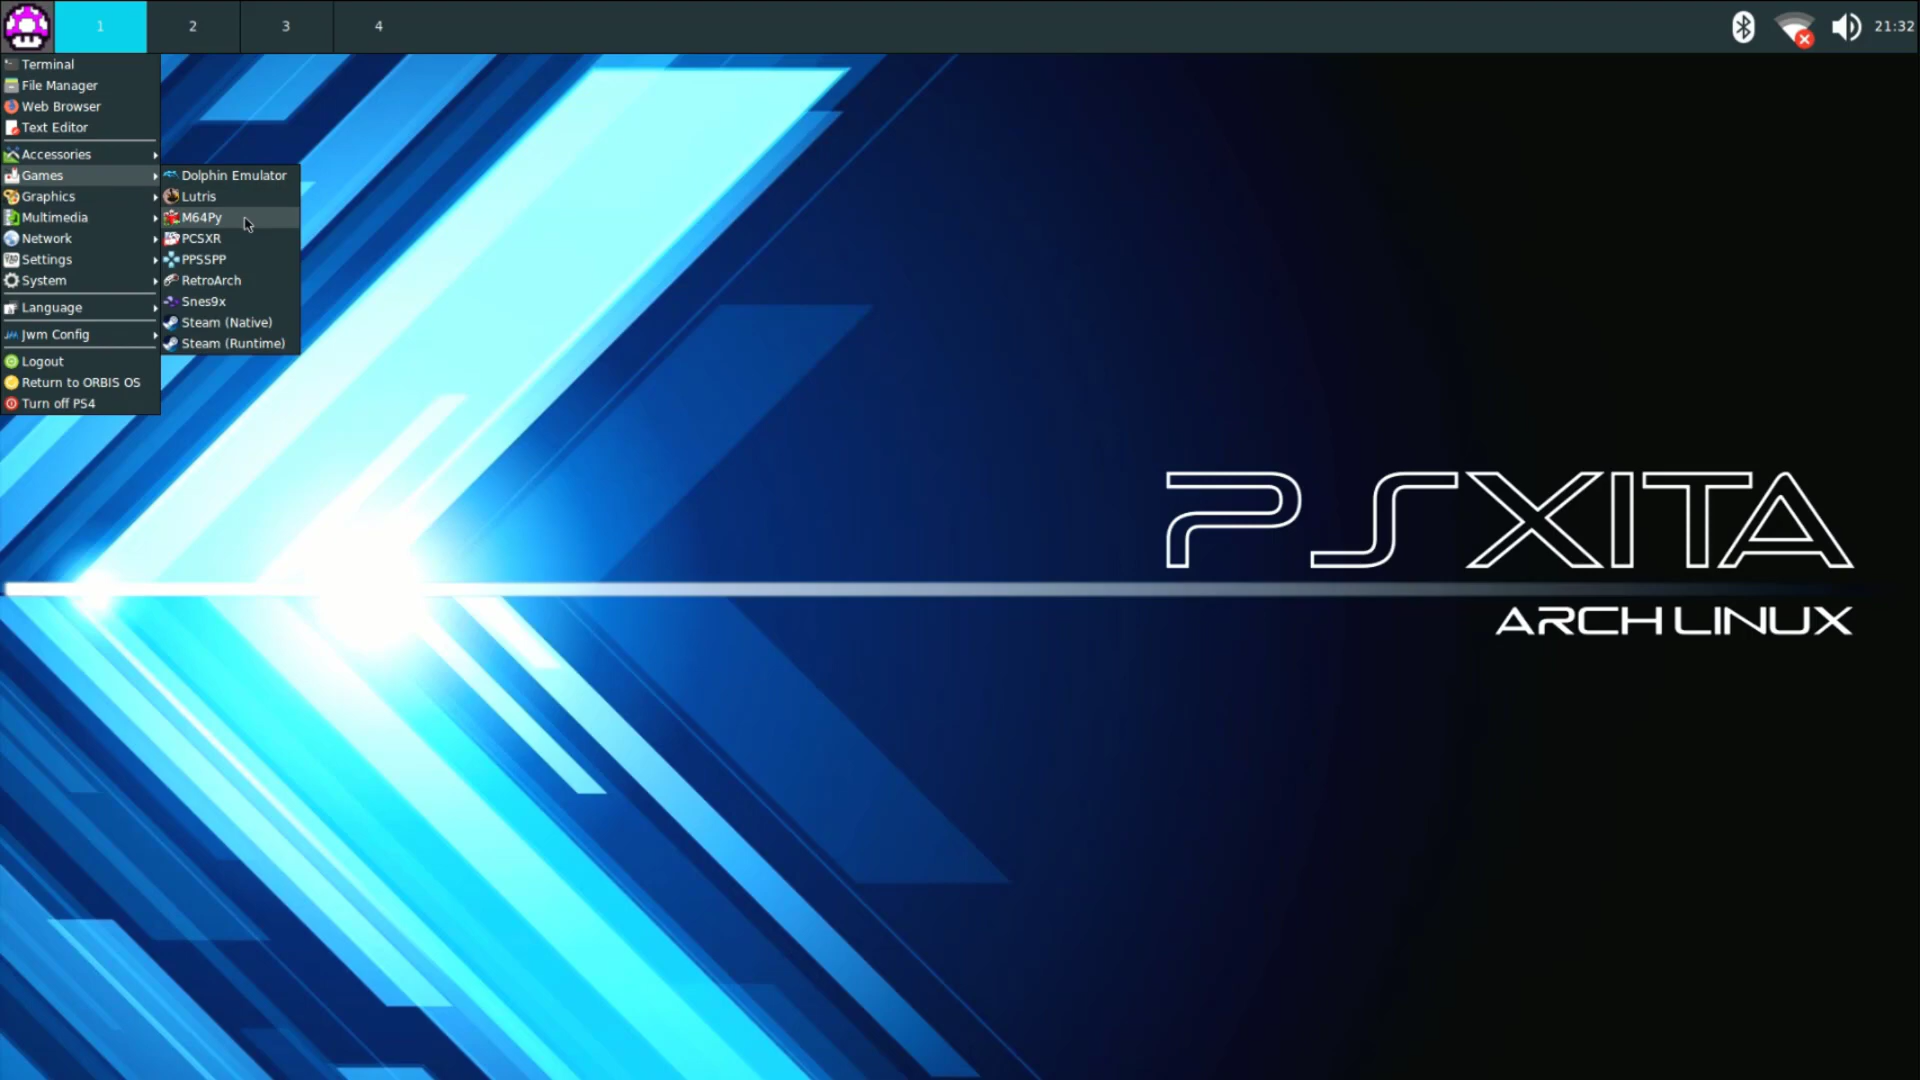 1
2
3
4
21:32
Terminal
File Manager
Web Browser
Text Editor
Accessories
Games
Graphics
Multimedia
Network
Settings
System
Language
Jwm Config
Logout
Return to ORBIS OS
Turn off PS4
Dolphin Emulator
Lutris
M64Py
PCSXR
PPSSPP
RetroArch
Snes9x
Steam (Native)
Steam (Runtime)
PSXITA
ARCH LINUX